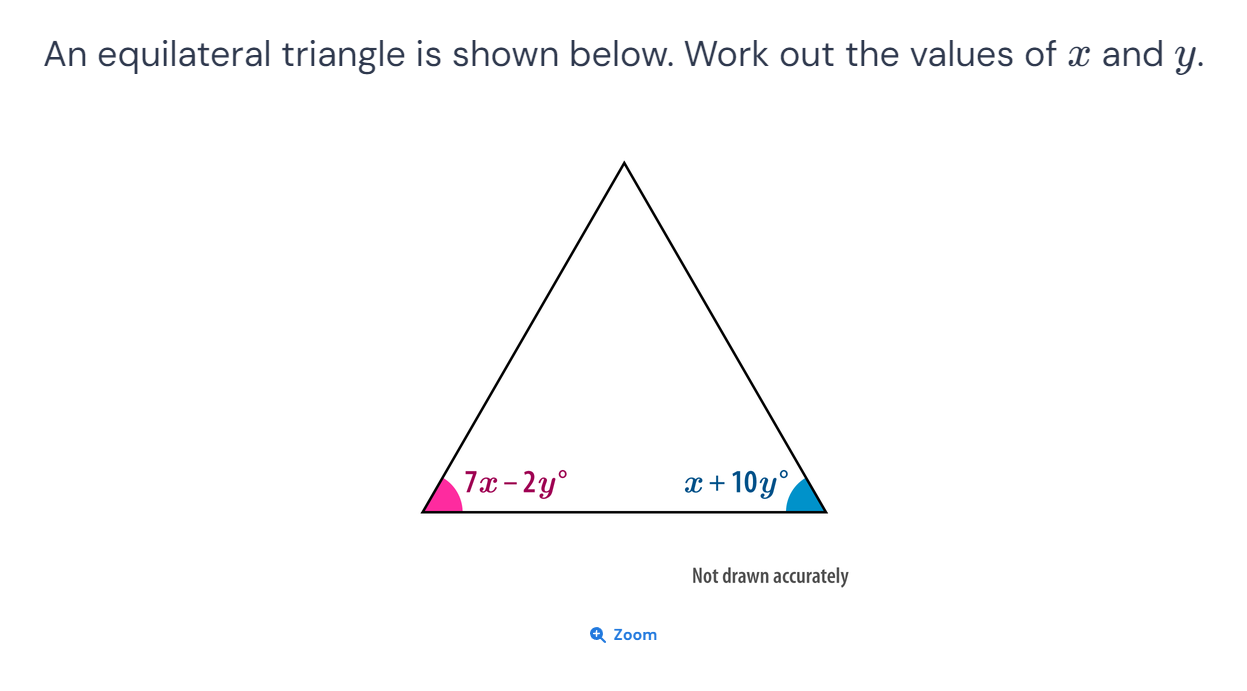 An equilateral triangle is shown below. Work out the values of x and y.
7x – 2y° x + 10y°
Not drawn accurately
Zoom